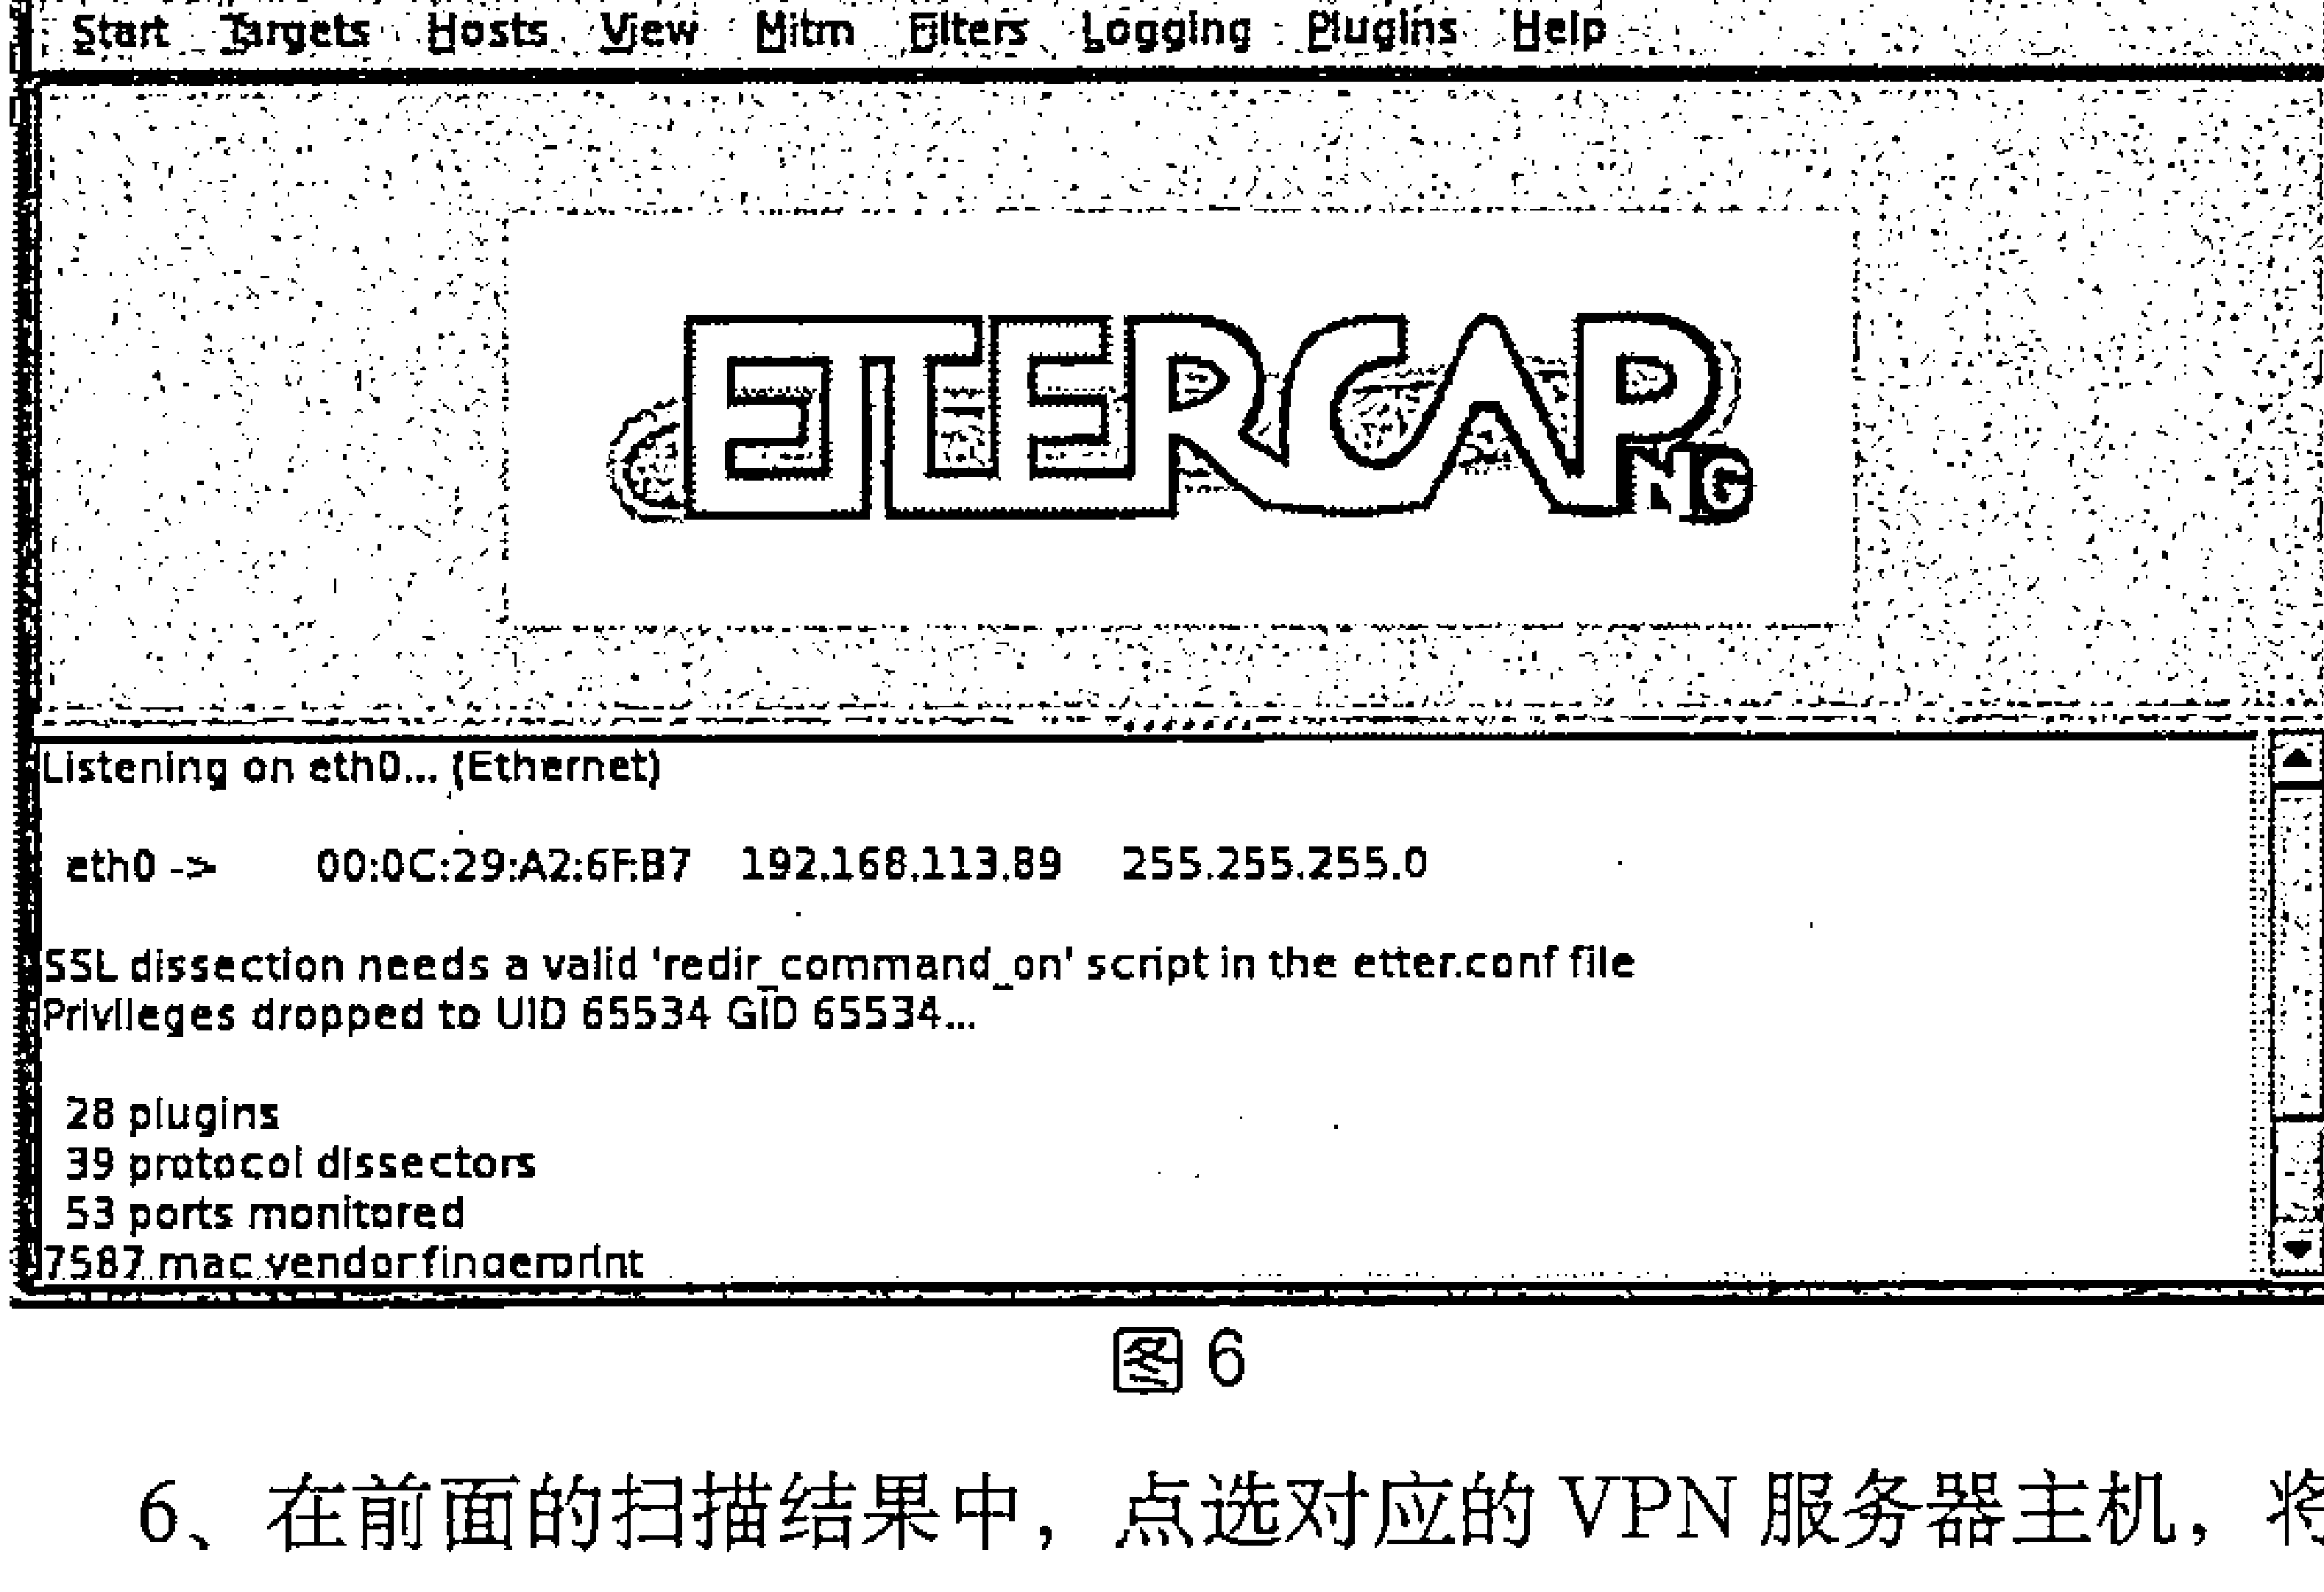 Start Targets Hosts View Mitm Filters Logging Plugins Help
ETTERCAP NG
Listening on eth0... (Ethernet)
eth0 -> 00:0C:29:A2:6F:B7 192.168.113.89 255.255.255.0
SSL dissection needs a valid 'redir_command_on' script in the etter.conf file
Privileges dropped to UID 65534 GID 65534...
28 plugins
39 protocol dissectors
53 ports monitored
7587 mac vendor fingerprint
图 6
6、在前面的扫描结果中，点选对应的 VPN 服务器主机，将